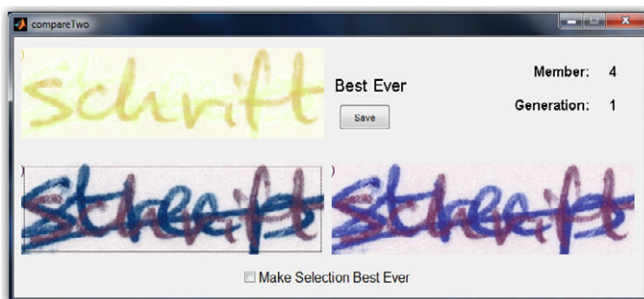 compareTwo
schrift
Best Ever
Save
Member: 4
Generation: 1
Make Selection Best Ever